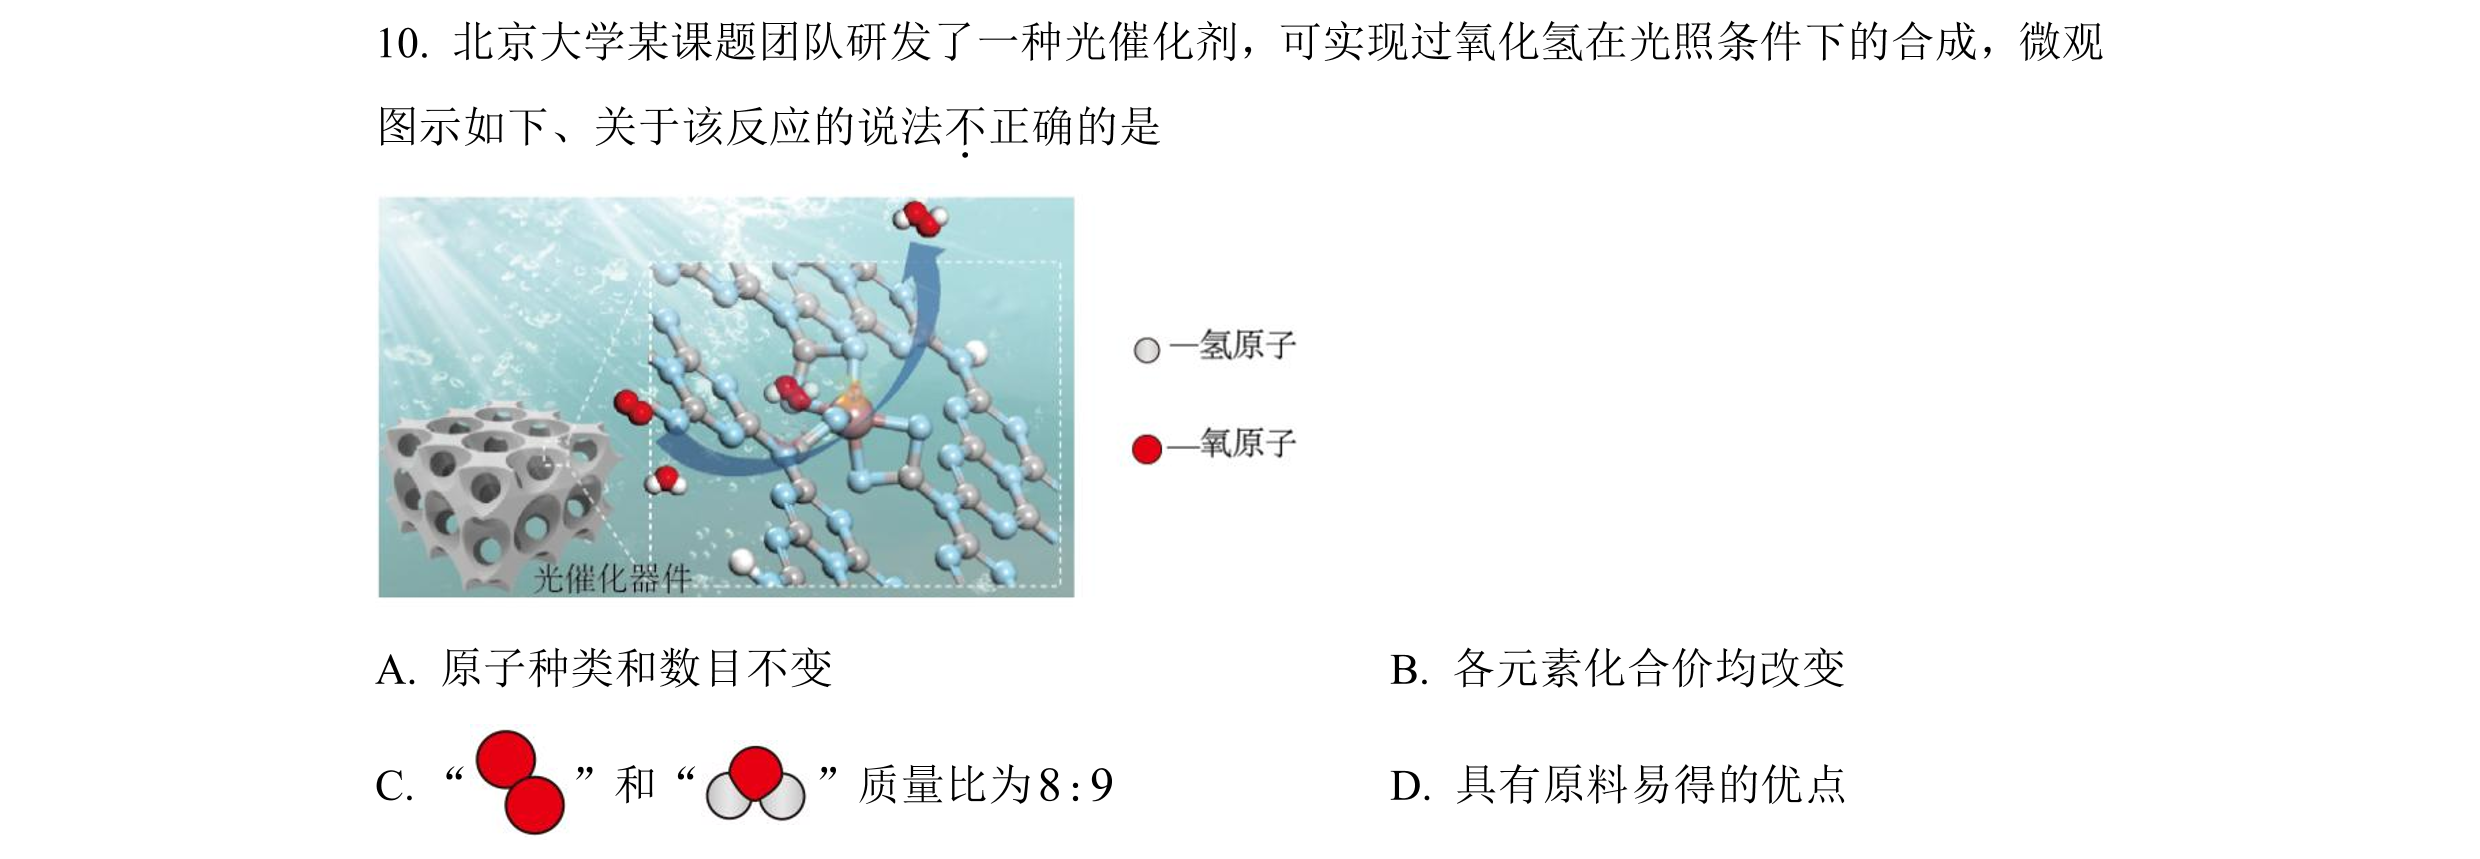 10. 北京大学某课题团队研发了一种光催化剂，可实现过氧化氢在光照条件下的合成，微观
图示如下、关于该反应的说法不正确的是
—氢原子
—氧原子
光催化器件
A. 原子种类和数目不变
B. 各元素化合价均改变
C. “ ”和“ ”质量比为8:9
D. 具有原料易得的优点